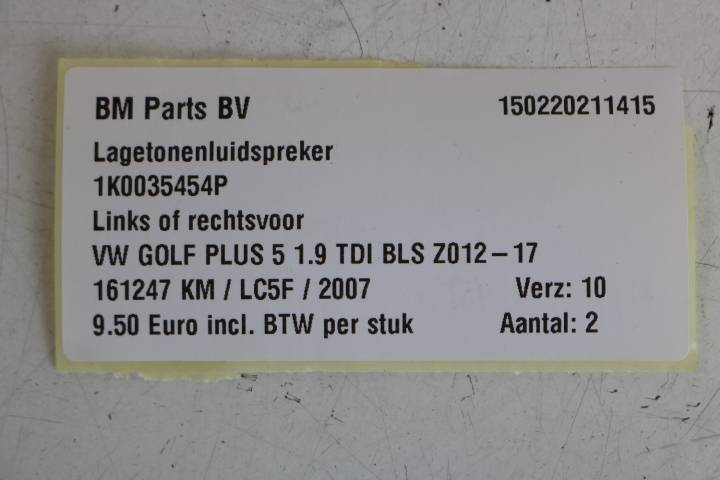 BM Parts BV 150220211415
Lagetonenluidspreker
1K0035454P
Links of rechtsvoor
VW GOLF PLUS 5 1.9 TDI BLS Z012-17
161247 KM / LC5F / 2007 Verz: 10
9.50 Euro incl. BTW per stuk Aantal: 2